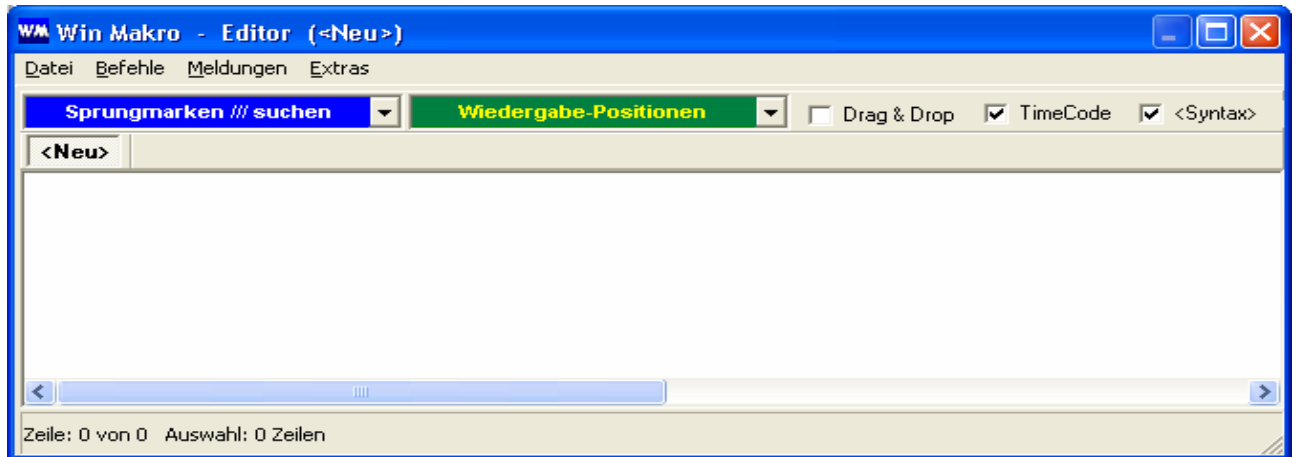 WM Win Makro - Editor (<Neu>)
Datei Befehle Meldungen Extras
Sprungmarken /// suchen Wiedergabe-Positionen Drag & Drop TimeCode <Syntax>
<Neu>
Zeile: 0 von 0 Auswahl: 0 Zeilen